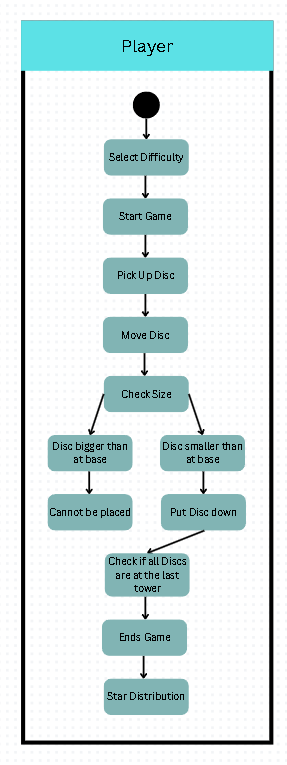 Player
Select Difficulty
Start Game
Pick Up Disc
Move Disc
Check Size
Disc bigger than
at base
Disc smaller than
at base
Cannot be placed
Put Disc down
Check if all Discs
are at the last
tower
Ends Game
Star Distribution